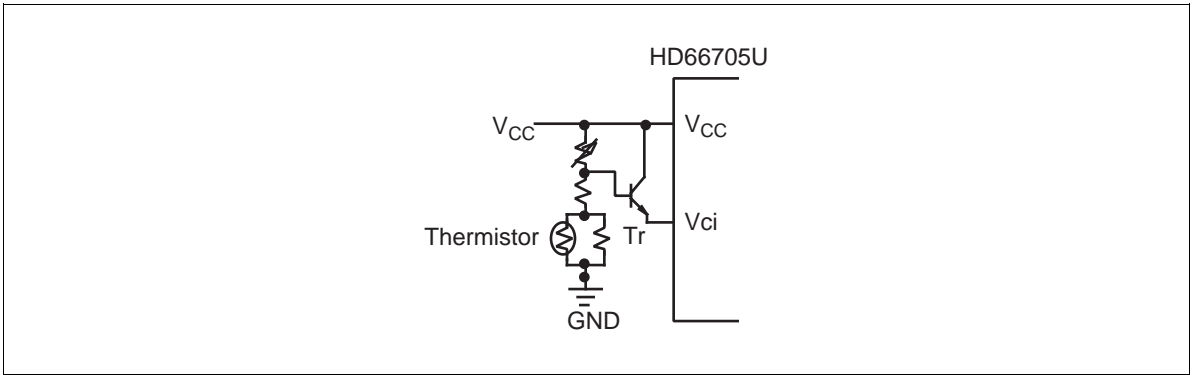 HD66705U
VCC
VCC
Vci
Thermistor
Tr
GND